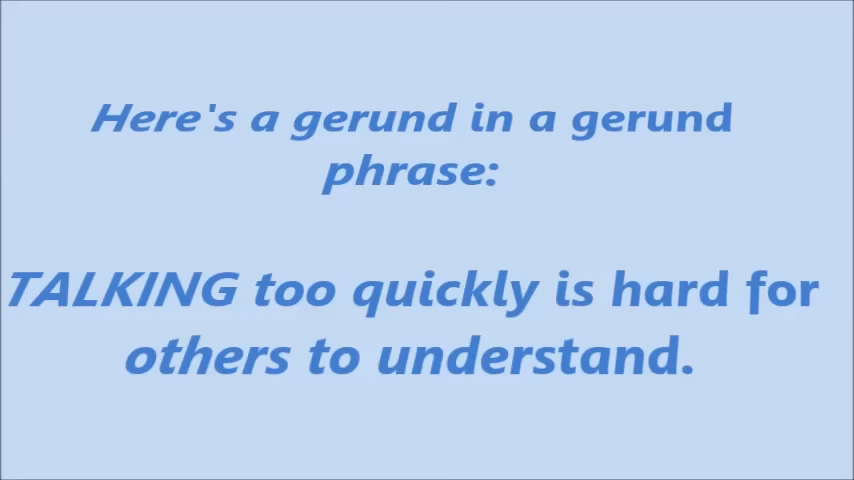 Here's a gerund in a gerund
phrase:
TALKING too quickly is hard for
others to understand.